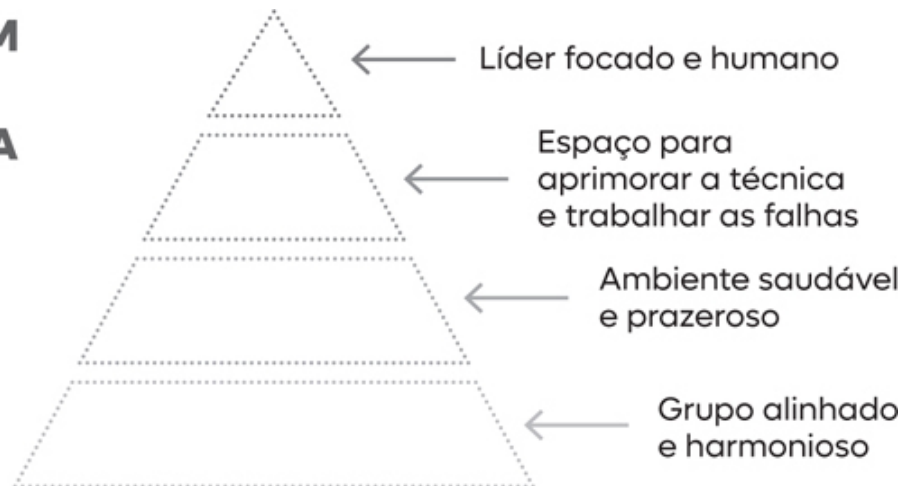 M
Líder focado e humano
A
Espaço para
aprimorar a técnica
e trabalhar as falhas
Ambiente saudável
e prazeroso
Grupo alinhado
e harmonioso